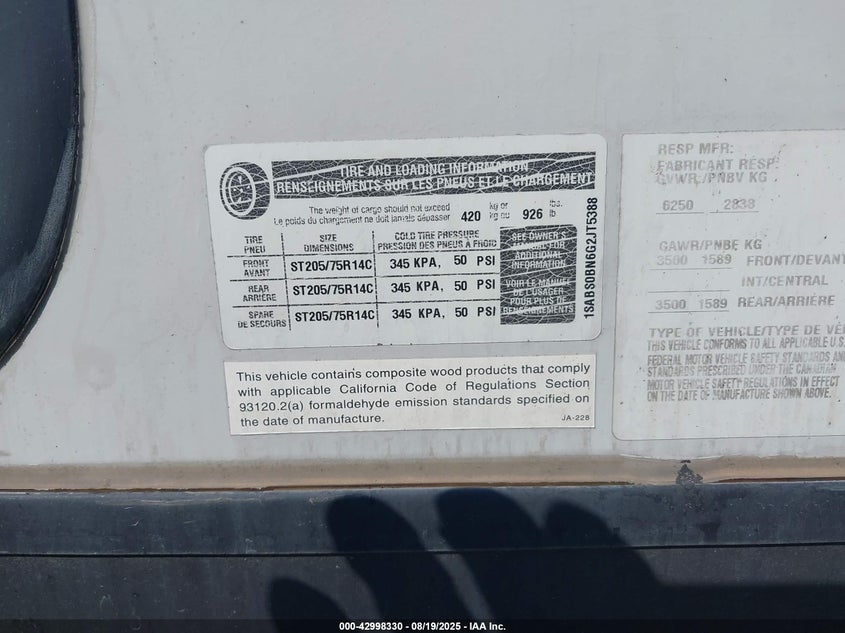 TIRE AND LOADING INFORMATION
RENSEIGNEMENTS SUR LES PNEUS ET LE CHARGEMENT
The weight of cargo should not exceed 420 kg or 926 lbs.
Le poids du chargement ne doit jamais dépasser kg ou lb.
TIRE SIZE COLD TIRE PRESSURE
PNEU DIMENSIONS PRESSION DES PNEUS A FROID
FRONT
AVANT ST205/75R14C 345 KPA, 50 PSI
REAR
ARRIÈRE ST205/75R14C 345 KPA, 50 PSI
SPARE
DE SECOURS ST205/75R14C 345 KPA, 50 PSI
SEE OWNER'S
FOR
ADDITIONAL
INFORMATION
VOIR LE MANUEL
DE L'USAGER
POUR PLUS DE
RENSEIGNEMENTS
1SABS0BN6G2JT5388
This vehicle contains composite wood products that comply
with applicable California Code of Regulations Section
93120.2(a) formaldehyde emission standards specified on
the date of manufacture.
JA-228
RESP MFR:
FABRICANT RESP:
GVWR/PNBV KG
6250 2838
GAWR/PNBE KG
3500 1589 FRONT/DEVANT
INT/CENTRAL
3500 1589 REAR/ARRIÈRE
TYPE OF VEHICLE/TYPE DE VÉ
THIS VEHICLE CONFORMS TO ALL APPLICABLE U.S.
FEDERAL MOTOR VEHICLE SAFETY STANDARDS AN
STANDARDS PRESCRIBED UNDER THE CANADIAN
MOTOR VEHICLE SAFETY REGULATIONS IN EFFECT
ON THE DATE OF MANUFACTURE SHOWN ABOVE.
000-42998330 - 08/19/2025 - IAA Inc.